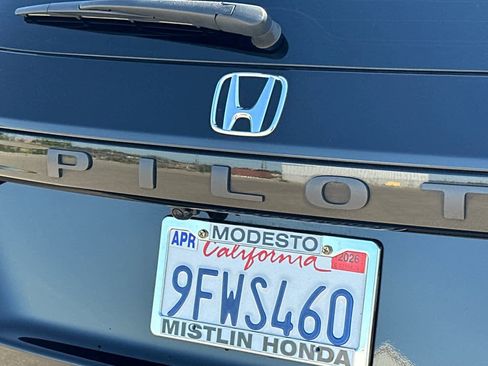 PILOT
MODESTO
APR California 2026
9FWS460
MISTLIN HONDA